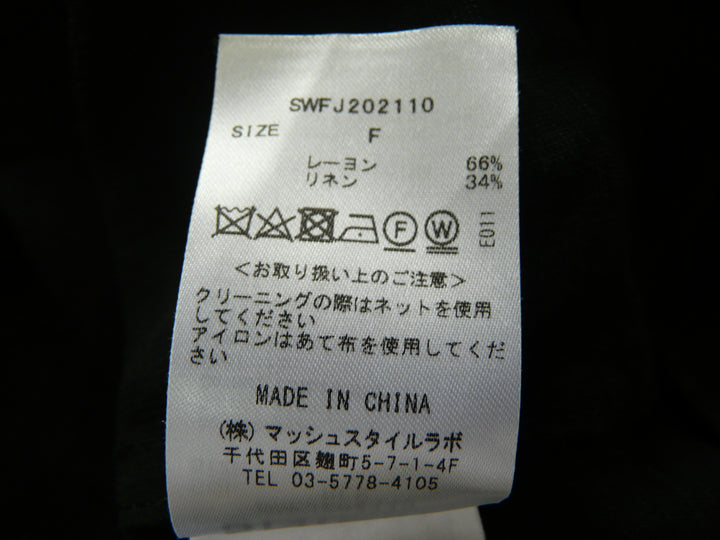 SWFJ202110
SIZE F
レーヨン 66%
リネン 34%
F W E011
<お取り扱い上のご注意>
クリーニングの際はネットを使用
してください
アイロンはあて布を使用してくだ
さい
MADE IN CHINA
(株)マッシュスタイルラボ
千代田区麹町5-7-1-4F
TEL 03-5778-4105